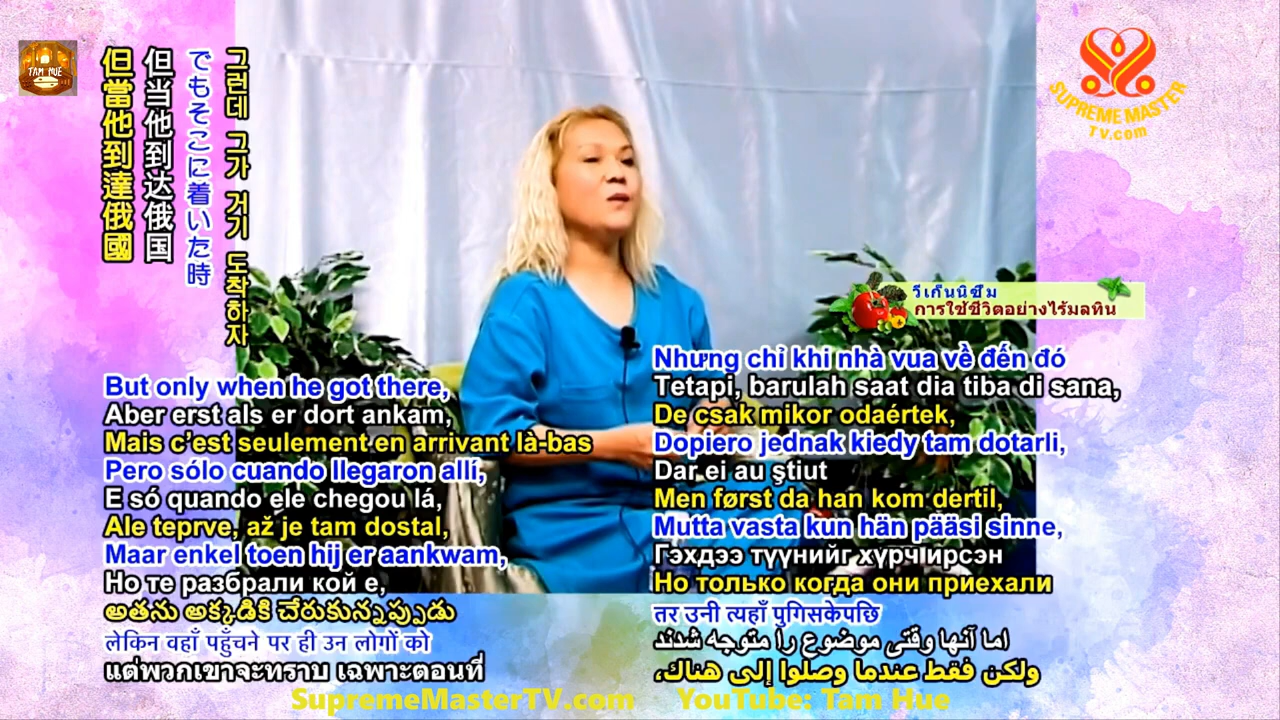 TAM HUE
但當他到達俄國
但当他到达俄国
でもそこに着いた時
그런데 그가 거기 도착하자
SUPREME MASTER
TV.com
วีแก็นนิซึ่ม
การใช้ชีวิตอย่างไร้มลทิน
But only when he got there,
Aber erst als er dort ankam,
Mais c'est seulement en arrivant là-bas
Pero sólo cuando llegaron allí,
E só quando ele chegou lá,
Ale teprve, až je tam dostal,
Maar enkel toen hij er aankwam,
Но те разбрали кой е,
అతను అక్కడికి చేరుకున్నప్పుడు
लेकिन वहाँ पहुँचने पर ही उन लोगों को
แต่พวกเขาจะทราบ เฉพาะตอนที่
Nhưng chỉ khi nhà vua về đến đó
Tetapi, barulah saat dia tiba di sana,
De csak mikor odaértek,
Dopiero jednak kiedy tam dotarli,
Dar ei au ştiut
Men først da han kom dertil,
Mutta vasta kun hän pääsi sinne,
Гэхдээ түүнийг хүрч ирсэн
Но только когда они приехали
तर उनी त्यहाँ पुगिसकेपछि
اما آنها وقتی موضوع را متوجه شدند
ولكن فقط عندما وصلوا إلى هناك،
SupremeMasterTV.com YouTube: Tam Hue